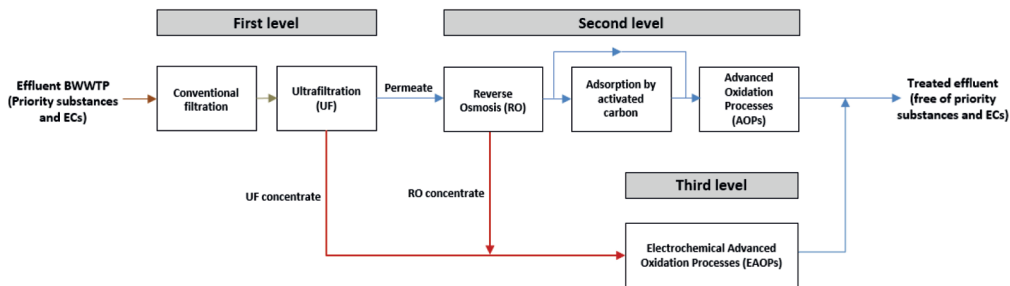 First level
Second level
Effluent BWWTP
(Priority substances
and ECs)
Conventional
filtration
Ultrafiltration
(UF)
Permeate
Reverse
Osmosis (RO)
Adsorption by
activated
carbon
Advanced
Oxidation
Processes
(AOPs)
Treated effluent
(free of priority
substances and ECs)
UF concentrate
RO concentrate
Third level
Electrochemical Advanced
Oxidation Processes (EAOPs)